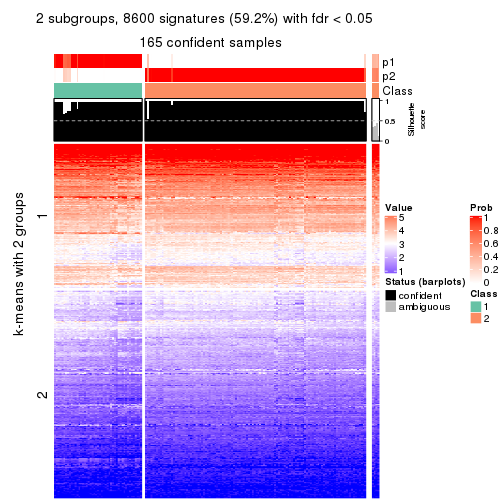 2 subgroups, 8600 signatures (59.2%) with fdr < 0.05
165 confident samples
p1
p2
Class
1
0.5
0
Silhouette
score
k-means with 2 groups
1
2
Value
5
4
3
2
1
Status (barplots)
confident
ambiguous
Prob
1
0.8
0.6
0.4
0.2
0
Class
1
2